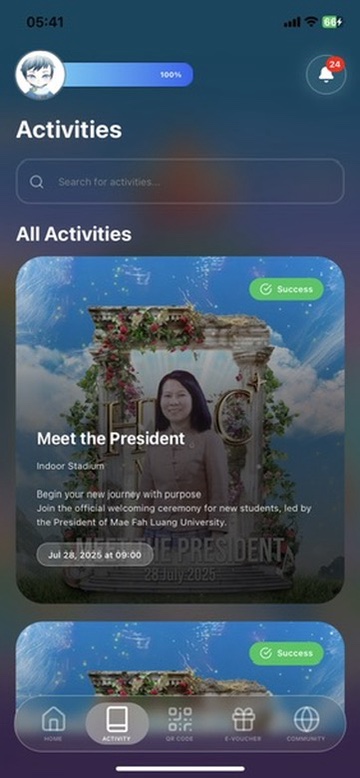 05:41
66
100%
24
Activities
Search for activities...
All Activities
Success
H C
Meet the President
Indoor Stadium
Begin your new journey with purpose
Join the official welcoming ceremony for new students, led by
the President of Mae Fah Luang University.
MEET THE PRESIDENT
Jul 28, 2025 at 09:00
28 July 2025
Success
HOME
ACTIVITY
QR CODE
E-VOUCHER
COMMUNITY